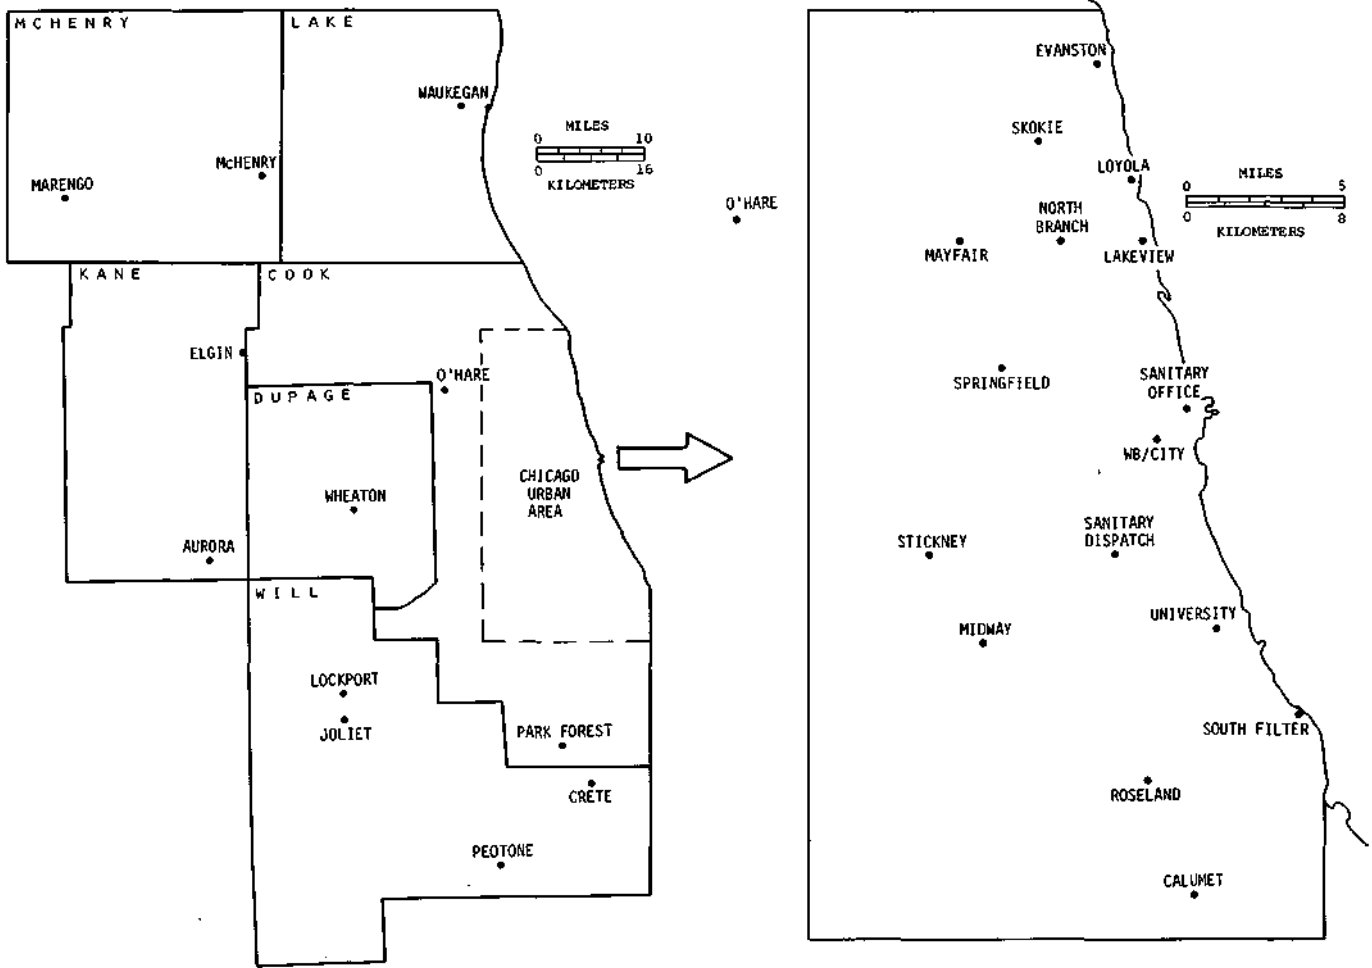 MCHENRY
LAKE
WAUKEGAN
MCHENRY
MARENGO
MILES
0 10
0 16
KILOMETERS
KANE
COOK
ELGIN
O'HARE
DUPAGE
CHICAGO
URBAN
AREA
WHEATON
AURORA
WILL
LOCKPORT
JOLIET
PARK FOREST
CRETE
PEOTONE
O'HARE
EVANSTON
SKOKIE
LOYOLA
MILES
0 5
0 8
KILOMETERS
NORTH
BRANCH
MAYFAIR
LAKEVIEW
SPRINGFIELD
SANITARY
OFFICE
WB/CITY
STICKNEY
SANITARY
DISPATCH
UNIVERSITY
MIDWAY
SOUTH FILTER
ROSELAND
CALUMET